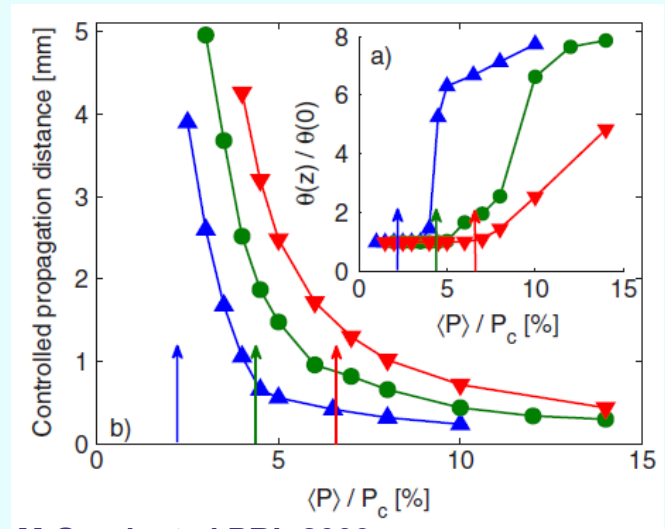 Controlled propagation distance [mm]
5
4
3
2
1
0
b)
0 5 10 15
⟨P⟩ / P_c [%]
a)
θ(z) / θ(0)
8
6
4
2
0
0 5 10 15
⟨P⟩ / P_c [%]